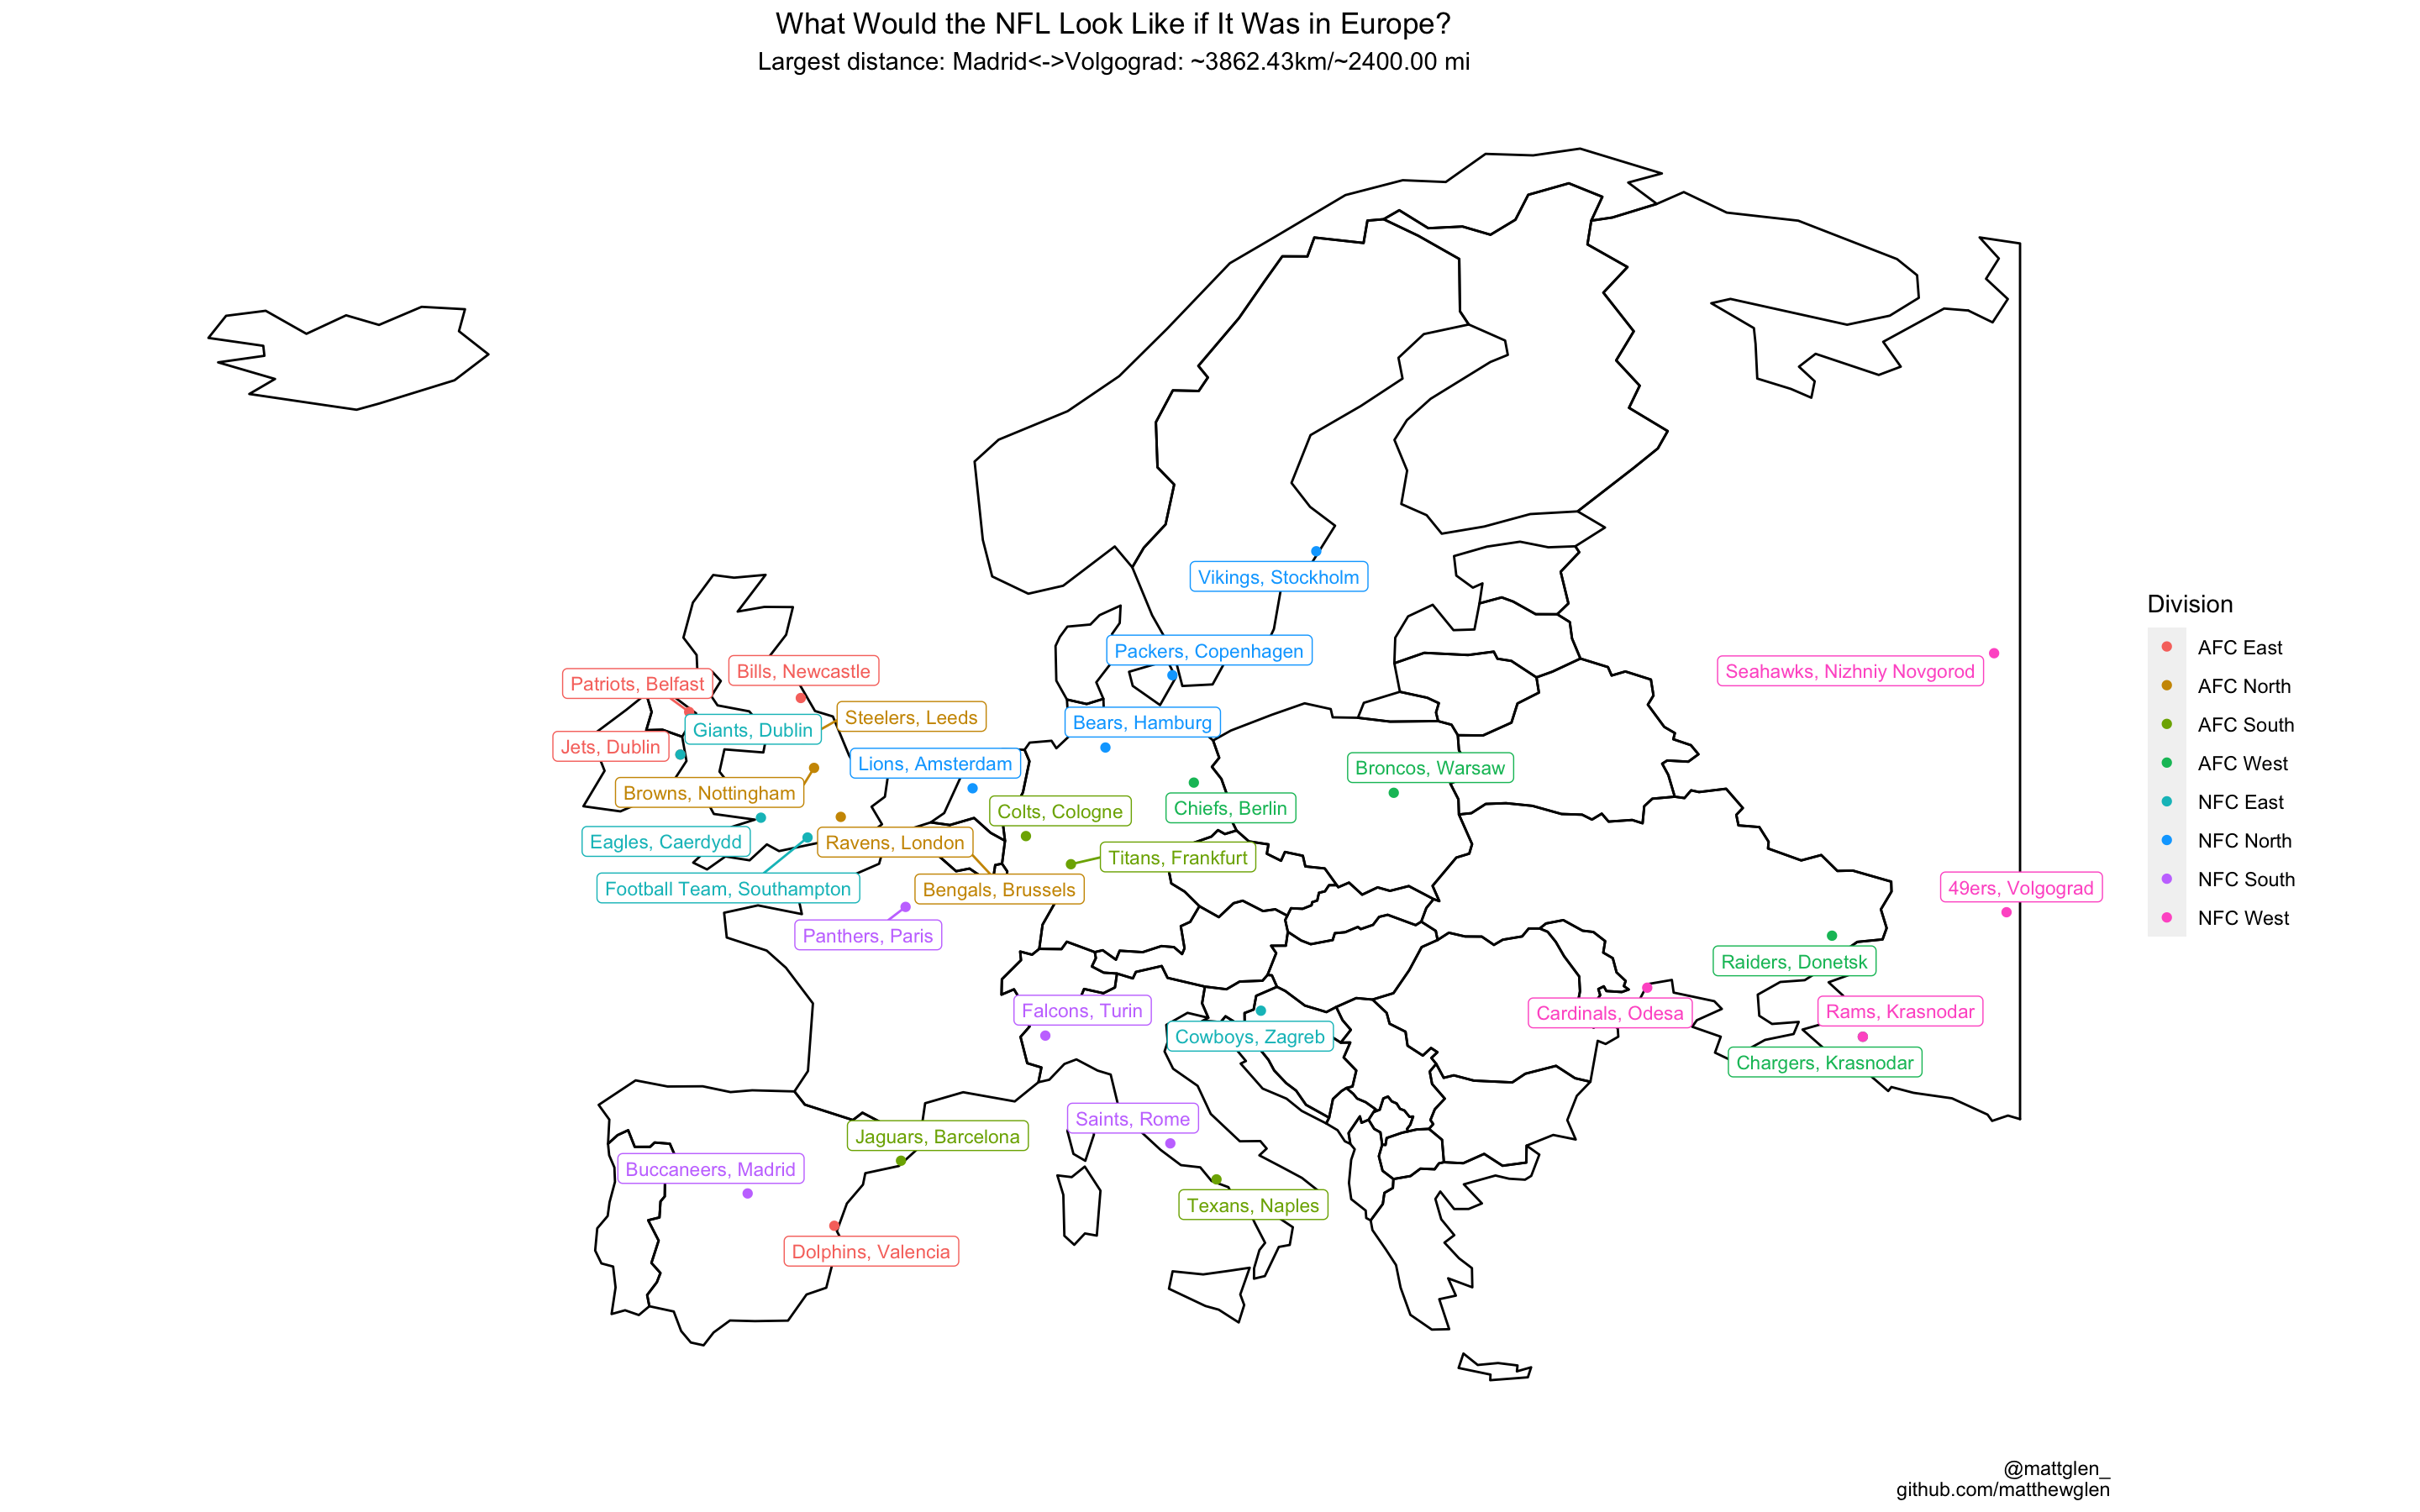 What Would the NFL Look Like if It Was in Europe?
Largest distance: Madrid<->Volgograd: ~3862.43km/~2400.00 mi
Vikings, Stockholm
Packers, Copenhagen
Bills, Newcastle
Seahawks, Nizhniy Novgorod
Patriots, Belfast
Steelers, Leeds
Bears, Hamburg
Giants, Dublin
Jets, Dublin
Lions, Amsterdam
Broncos, Warsaw
Browns, Nottingham
Chiefs, Berlin
Colts, Cologne
Eagles, Caerdydd
Ravens, London
Titans, Frankfurt
Football Team, Southampton
Bengals, Brussels
49ers, Volgograd
Panthers, Paris
Raiders, Donetsk
Falcons, Turin
Cardinals, Odesa
Rams, Krasnodar
Cowboys, Zagreb
Chargers, Krasnodar
Saints, Rome
Jaguars, Barcelona
Buccaneers, Madrid
Texans, Naples
Dolphins, Valencia
Division
AFC East
AFC North
AFC South
AFC West
NFC East
NFC North
NFC South
NFC West
@mattglen_
github.com/matthewglen